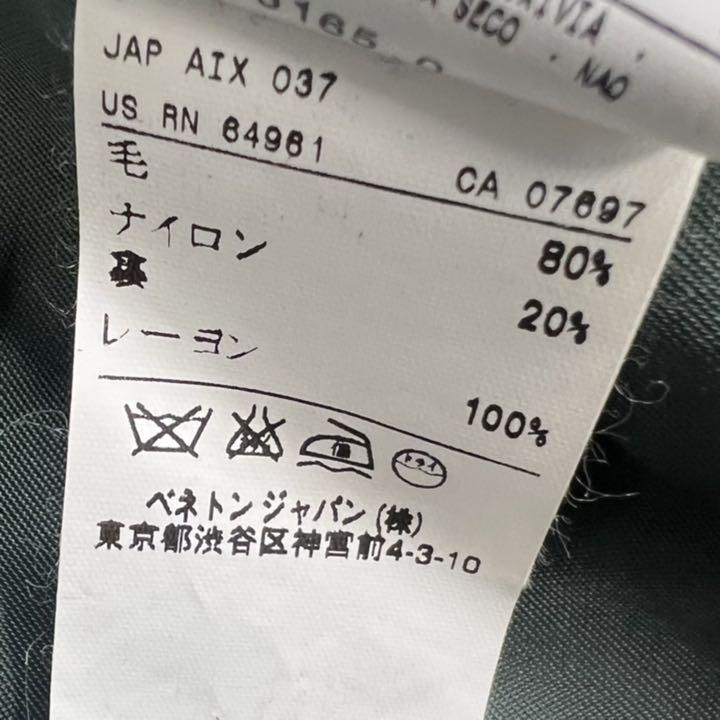 SECO · NAO
JAP AIX 037
US RN 64961 CA 07697
毛 80%
ナイロン 20%
裏
レーヨン 100%
中
ドライ
ベネトンジャパン(株)
東京都渋谷区神宮前4-3-10